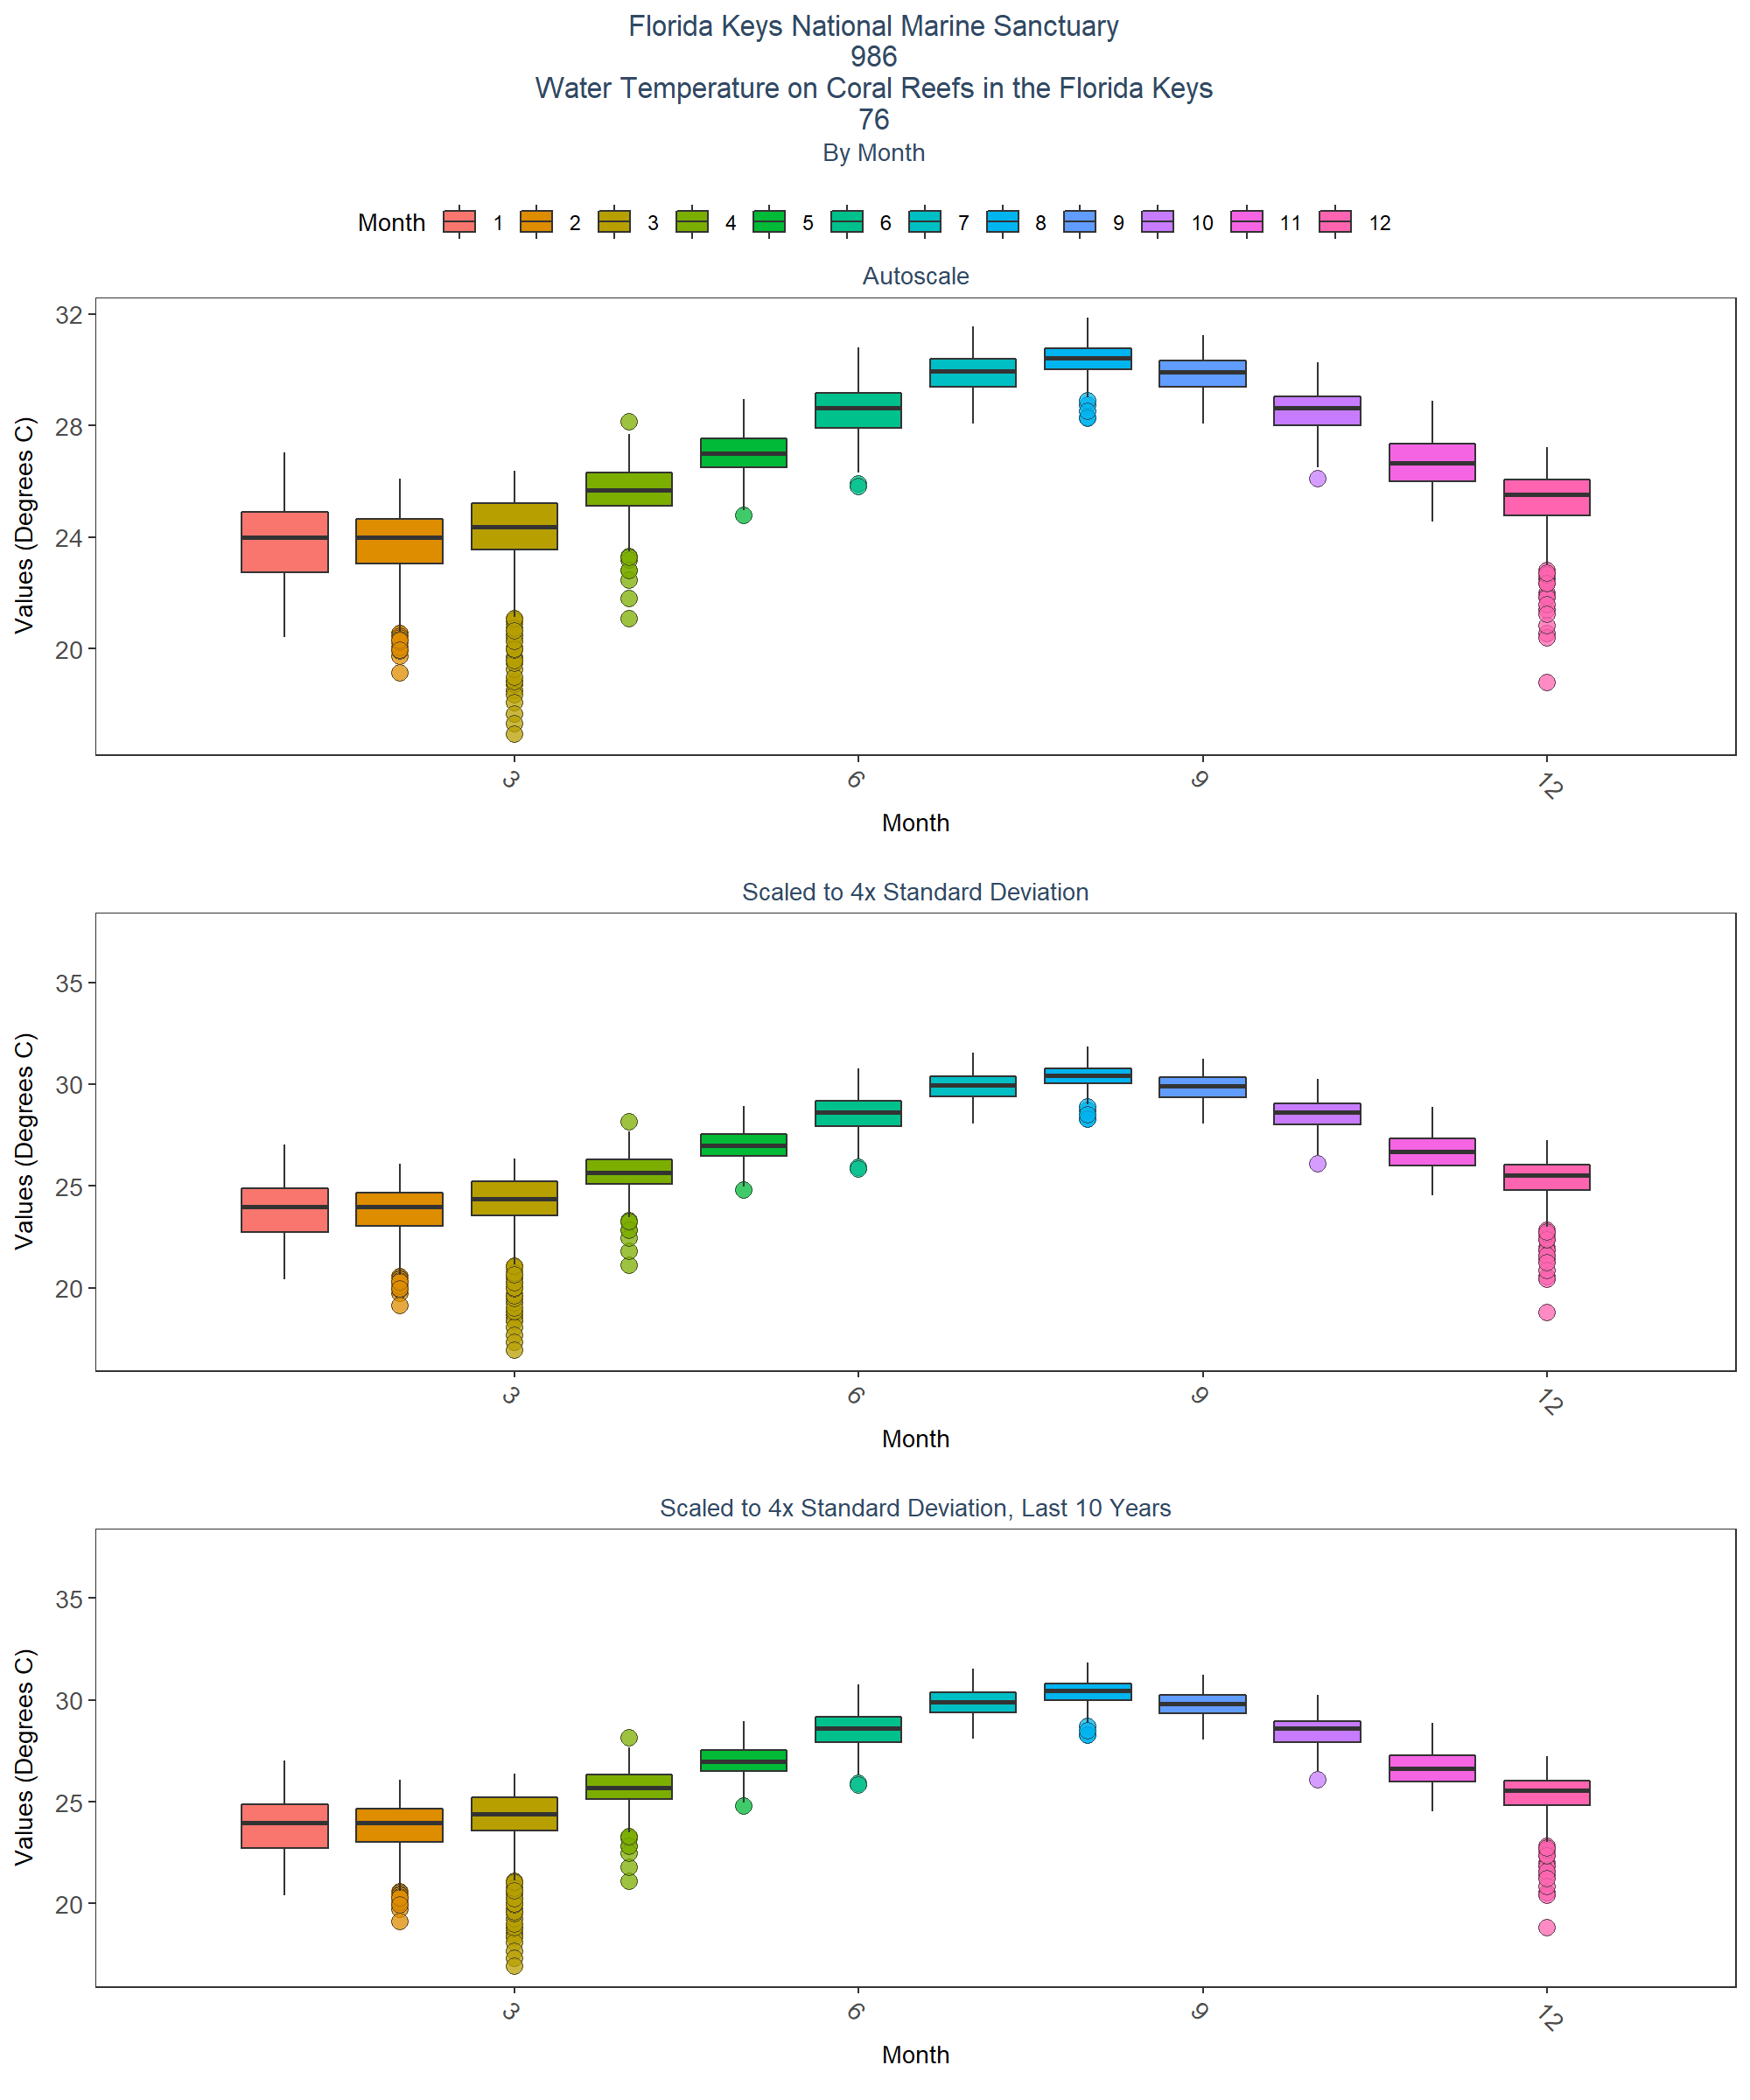 Florida Keys National Marine Sanctuary
986
Water Temperature on Coral Reefs in the Florida Keys
76
By Month
Month 1 2 3 4 5 6 7 8 9 10 11 12
Autoscale
Values (Degrees C)
32
28
24
20
3 6 9 12
Month
Scaled to 4x Standard Deviation
Values (Degrees C)
35
30
25
20
3 6 9 12
Month
Scaled to 4x Standard Deviation, Last 10 Years
Values (Degrees C)
35
30
25
20
3 6 9 12
Month